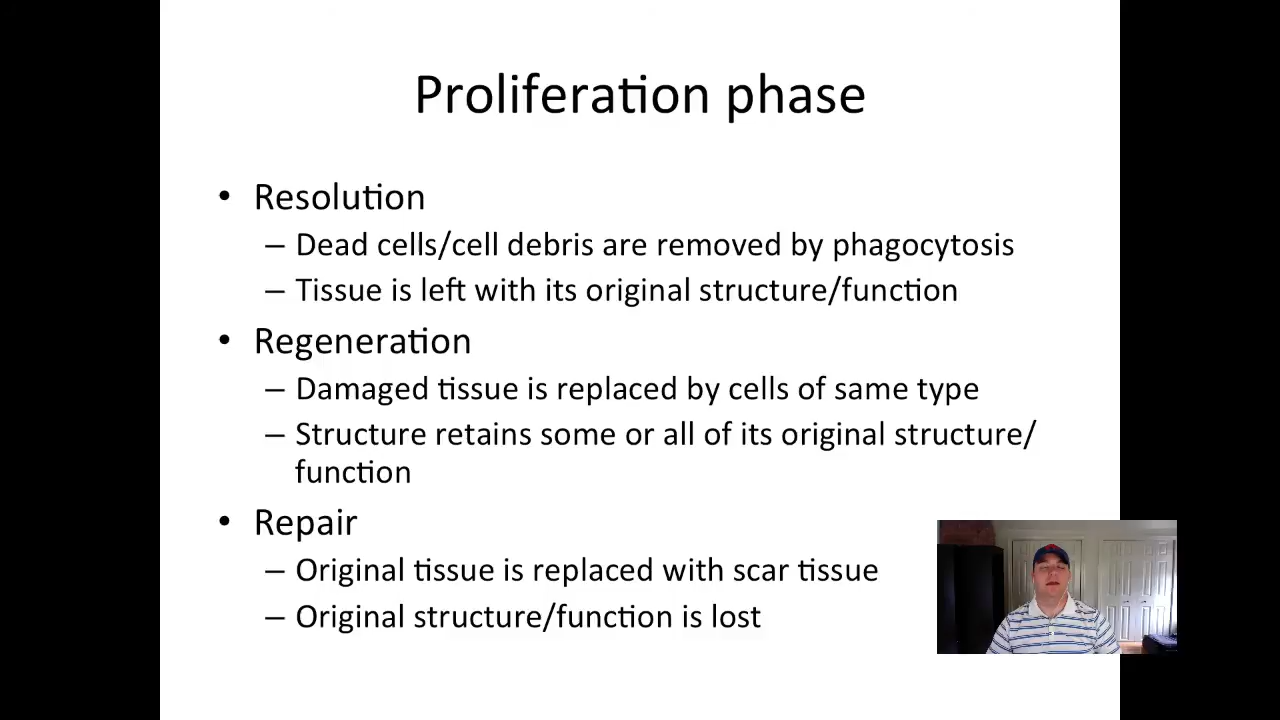 Proliferation phase
• Resolution
– Dead cells/cell debris are removed by phagocytosis
– Tissue is left with its original structure/function
• Regeneration
– Damaged tissue is replaced by cells of same type
– Structure retains some or all of its original structure/
function
• Repair
– Original tissue is replaced with scar tissue
– Original structure/function is lost